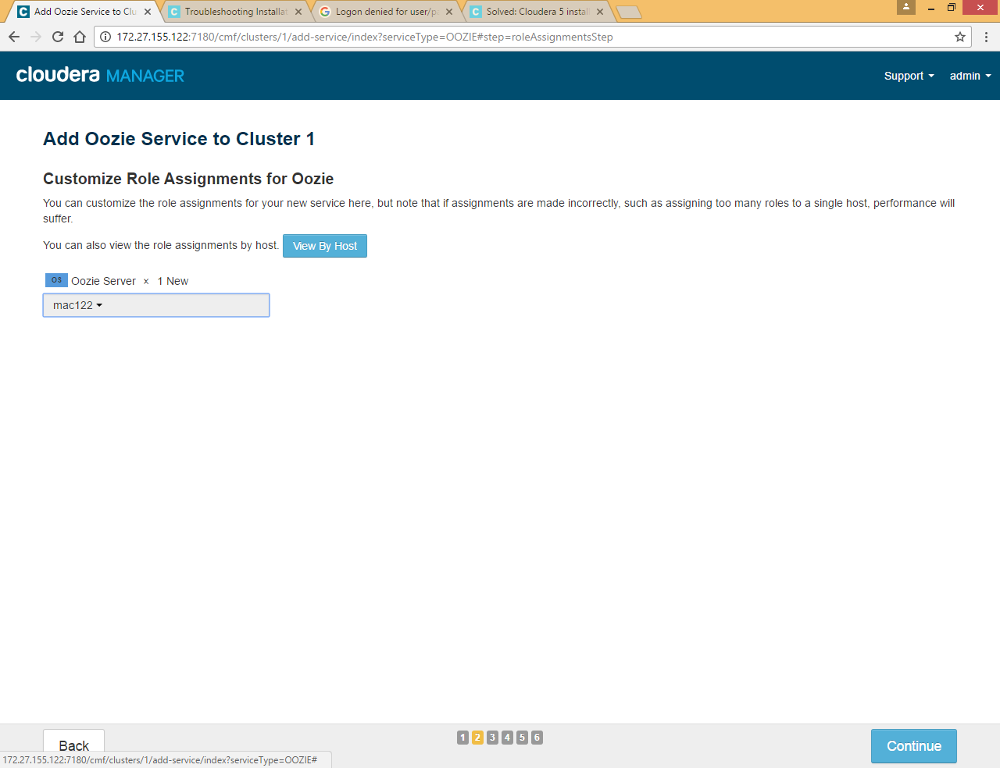 Add Oozie Service to Clu
Troubleshooting Installat
Logon denied for user/pa
Solved: Cloudera 5 instal
172.27.155.122:7180/cmf/clusters/1/add-service/index?serviceType=OOZIE#step=roleAssignmentsStep
cloudera MANAGER
Support
admin
Add Oozie Service to Cluster 1
Customize Role Assignments for Oozie
You can customize the role assignments for your new service here, but note that if assignments are made incorrectly, such as assigning too many roles to a single host, performance will
suffer.
You can also view the role assignments by host. View By Host
OS Oozie Server × 1 New
mac122
Back
1 2 3 4 5 6
Continue
172.27.155.122:7180/cmf/clusters/1/add-service/index?serviceType=OOZIE#